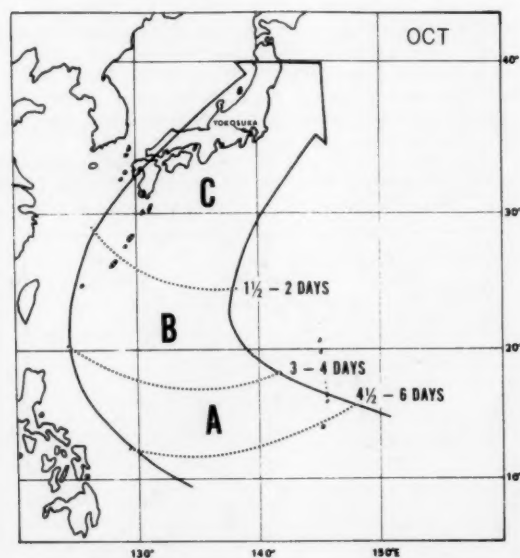 OCT
40°
YOKOSUKA
C
30°
1½ – 2 DAYS
B
20°
3 – 4 DAYS
4½ – 6 DAYS
A
10°
130° 140° 150°E